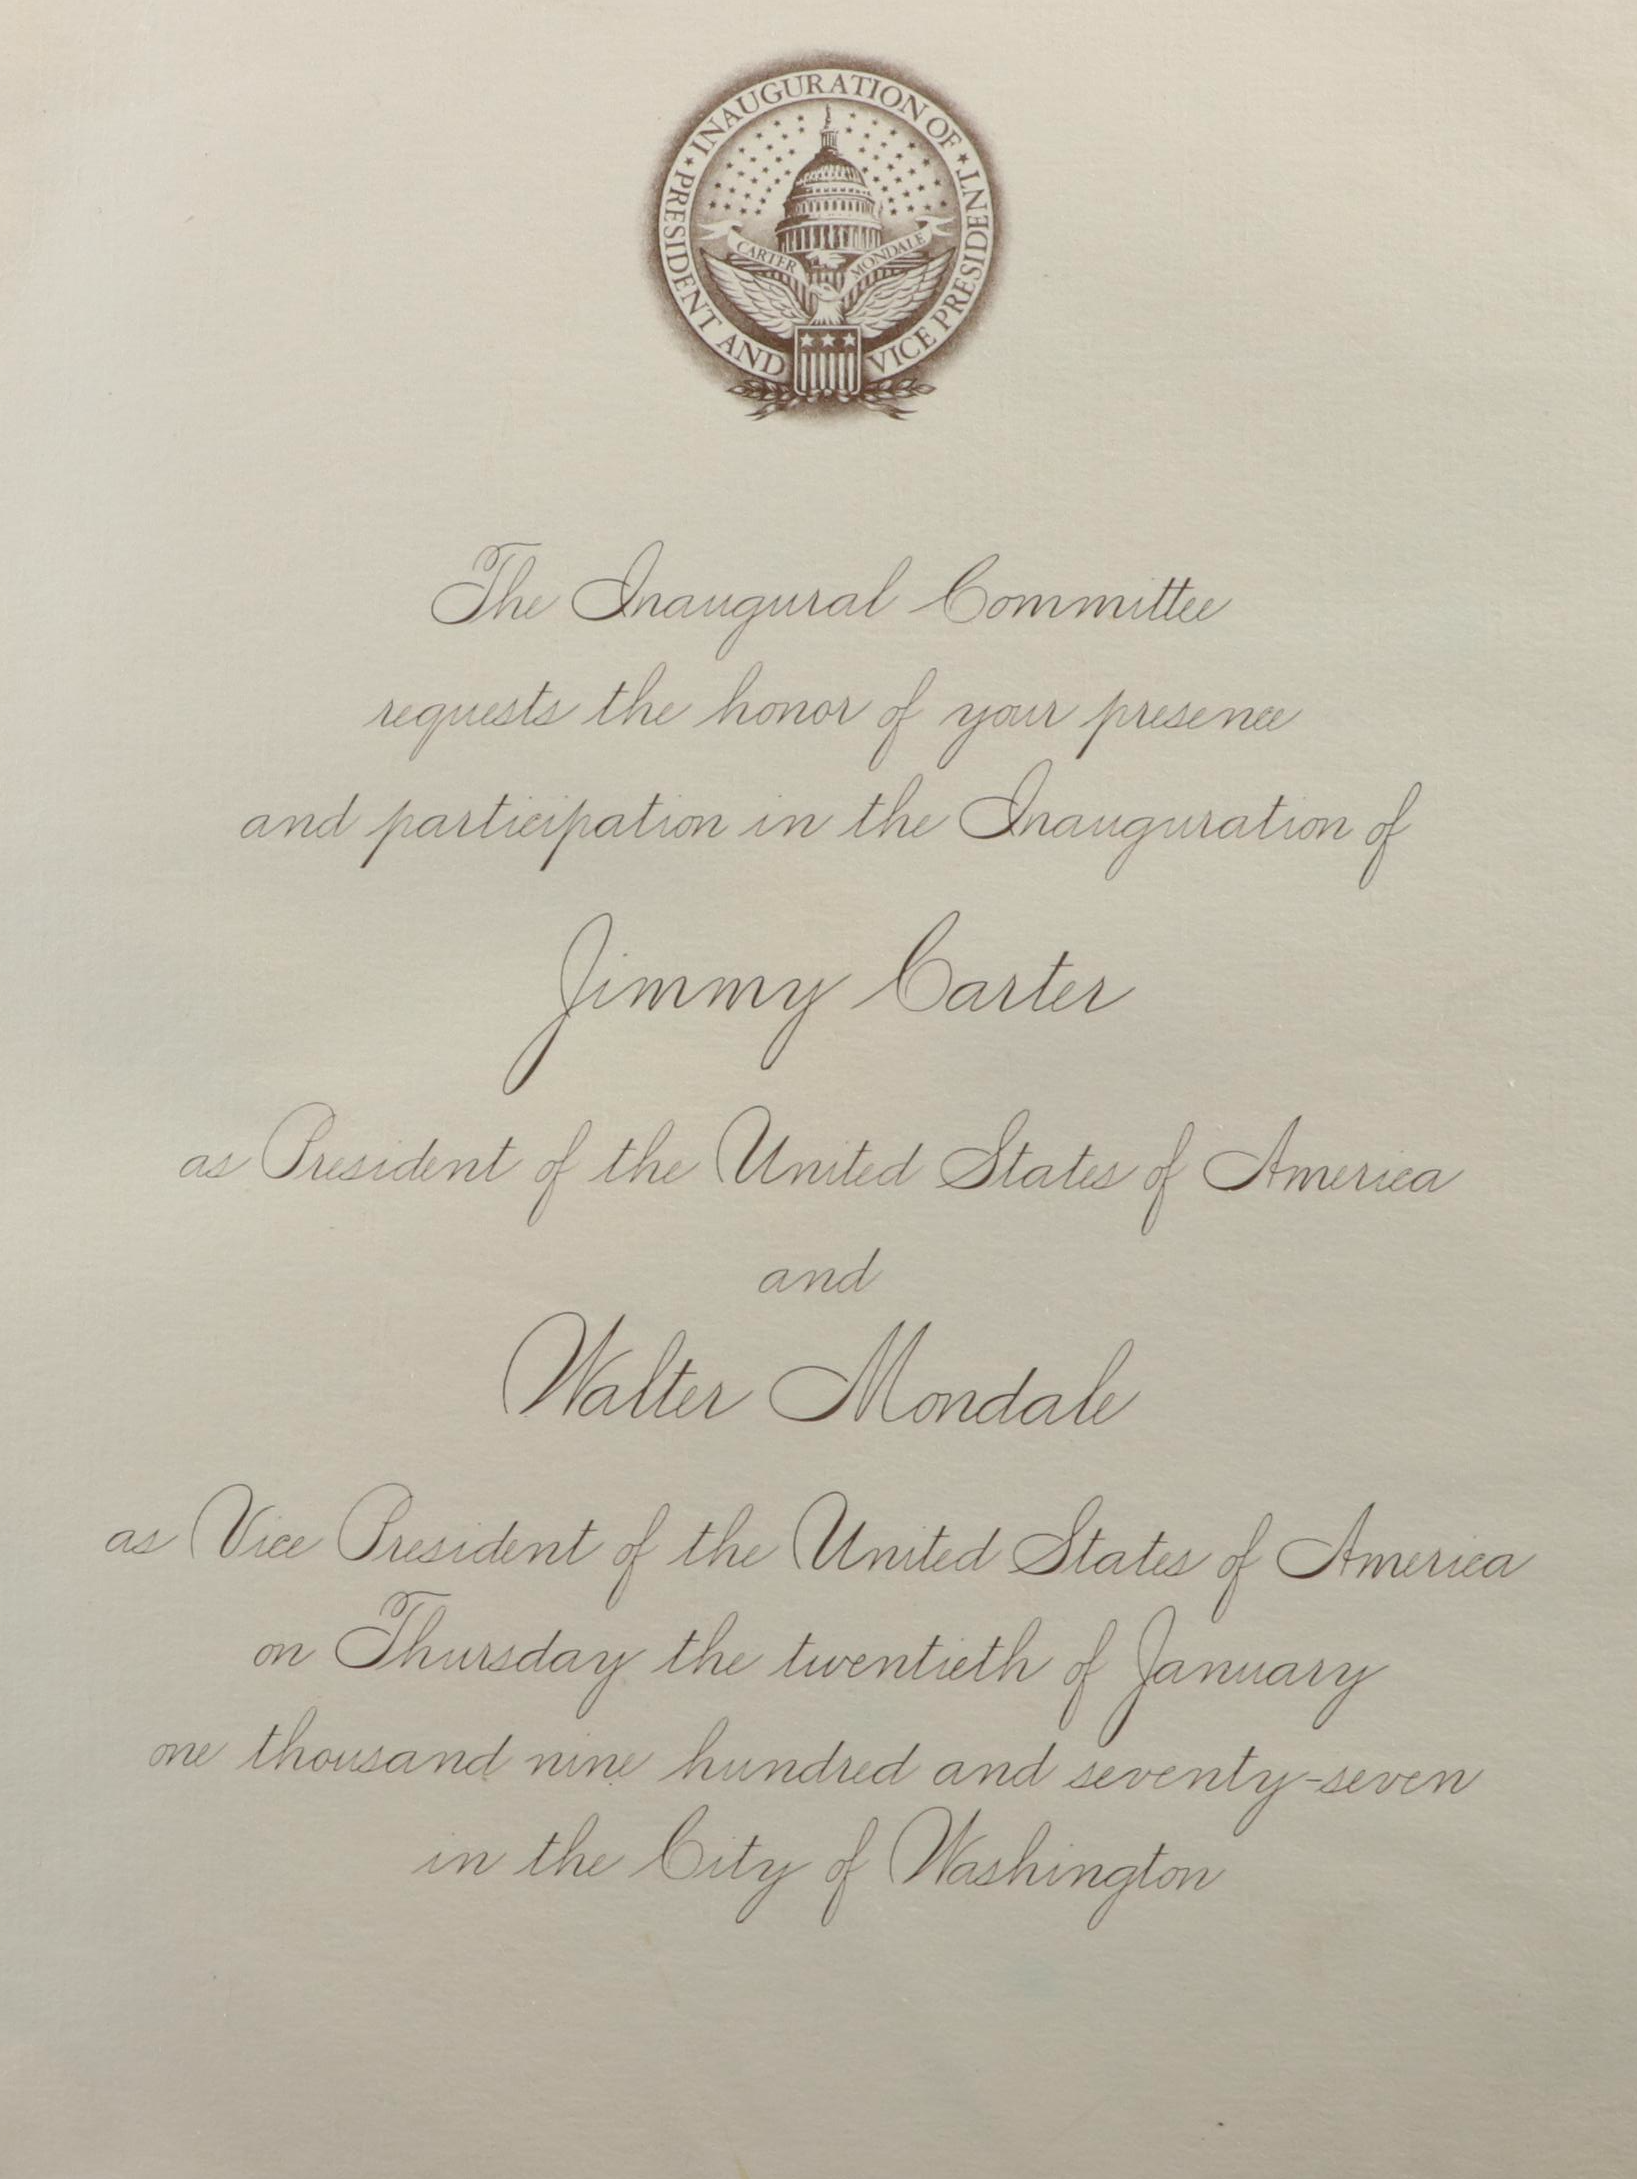 INAUGURATION OF
PRESIDENT AND VICE PRESIDENT
CARTER MONDALE
The Inaugural Committee
requests the honor of your presence
and participation in the Inauguration of
Jimmy Carter
as President of the United States of America
and
Walter Mondale
as Vice President of the United States of America
on Thursday the twentieth of January
one thousand nine hundred and seventy-seven
in the City of Washington